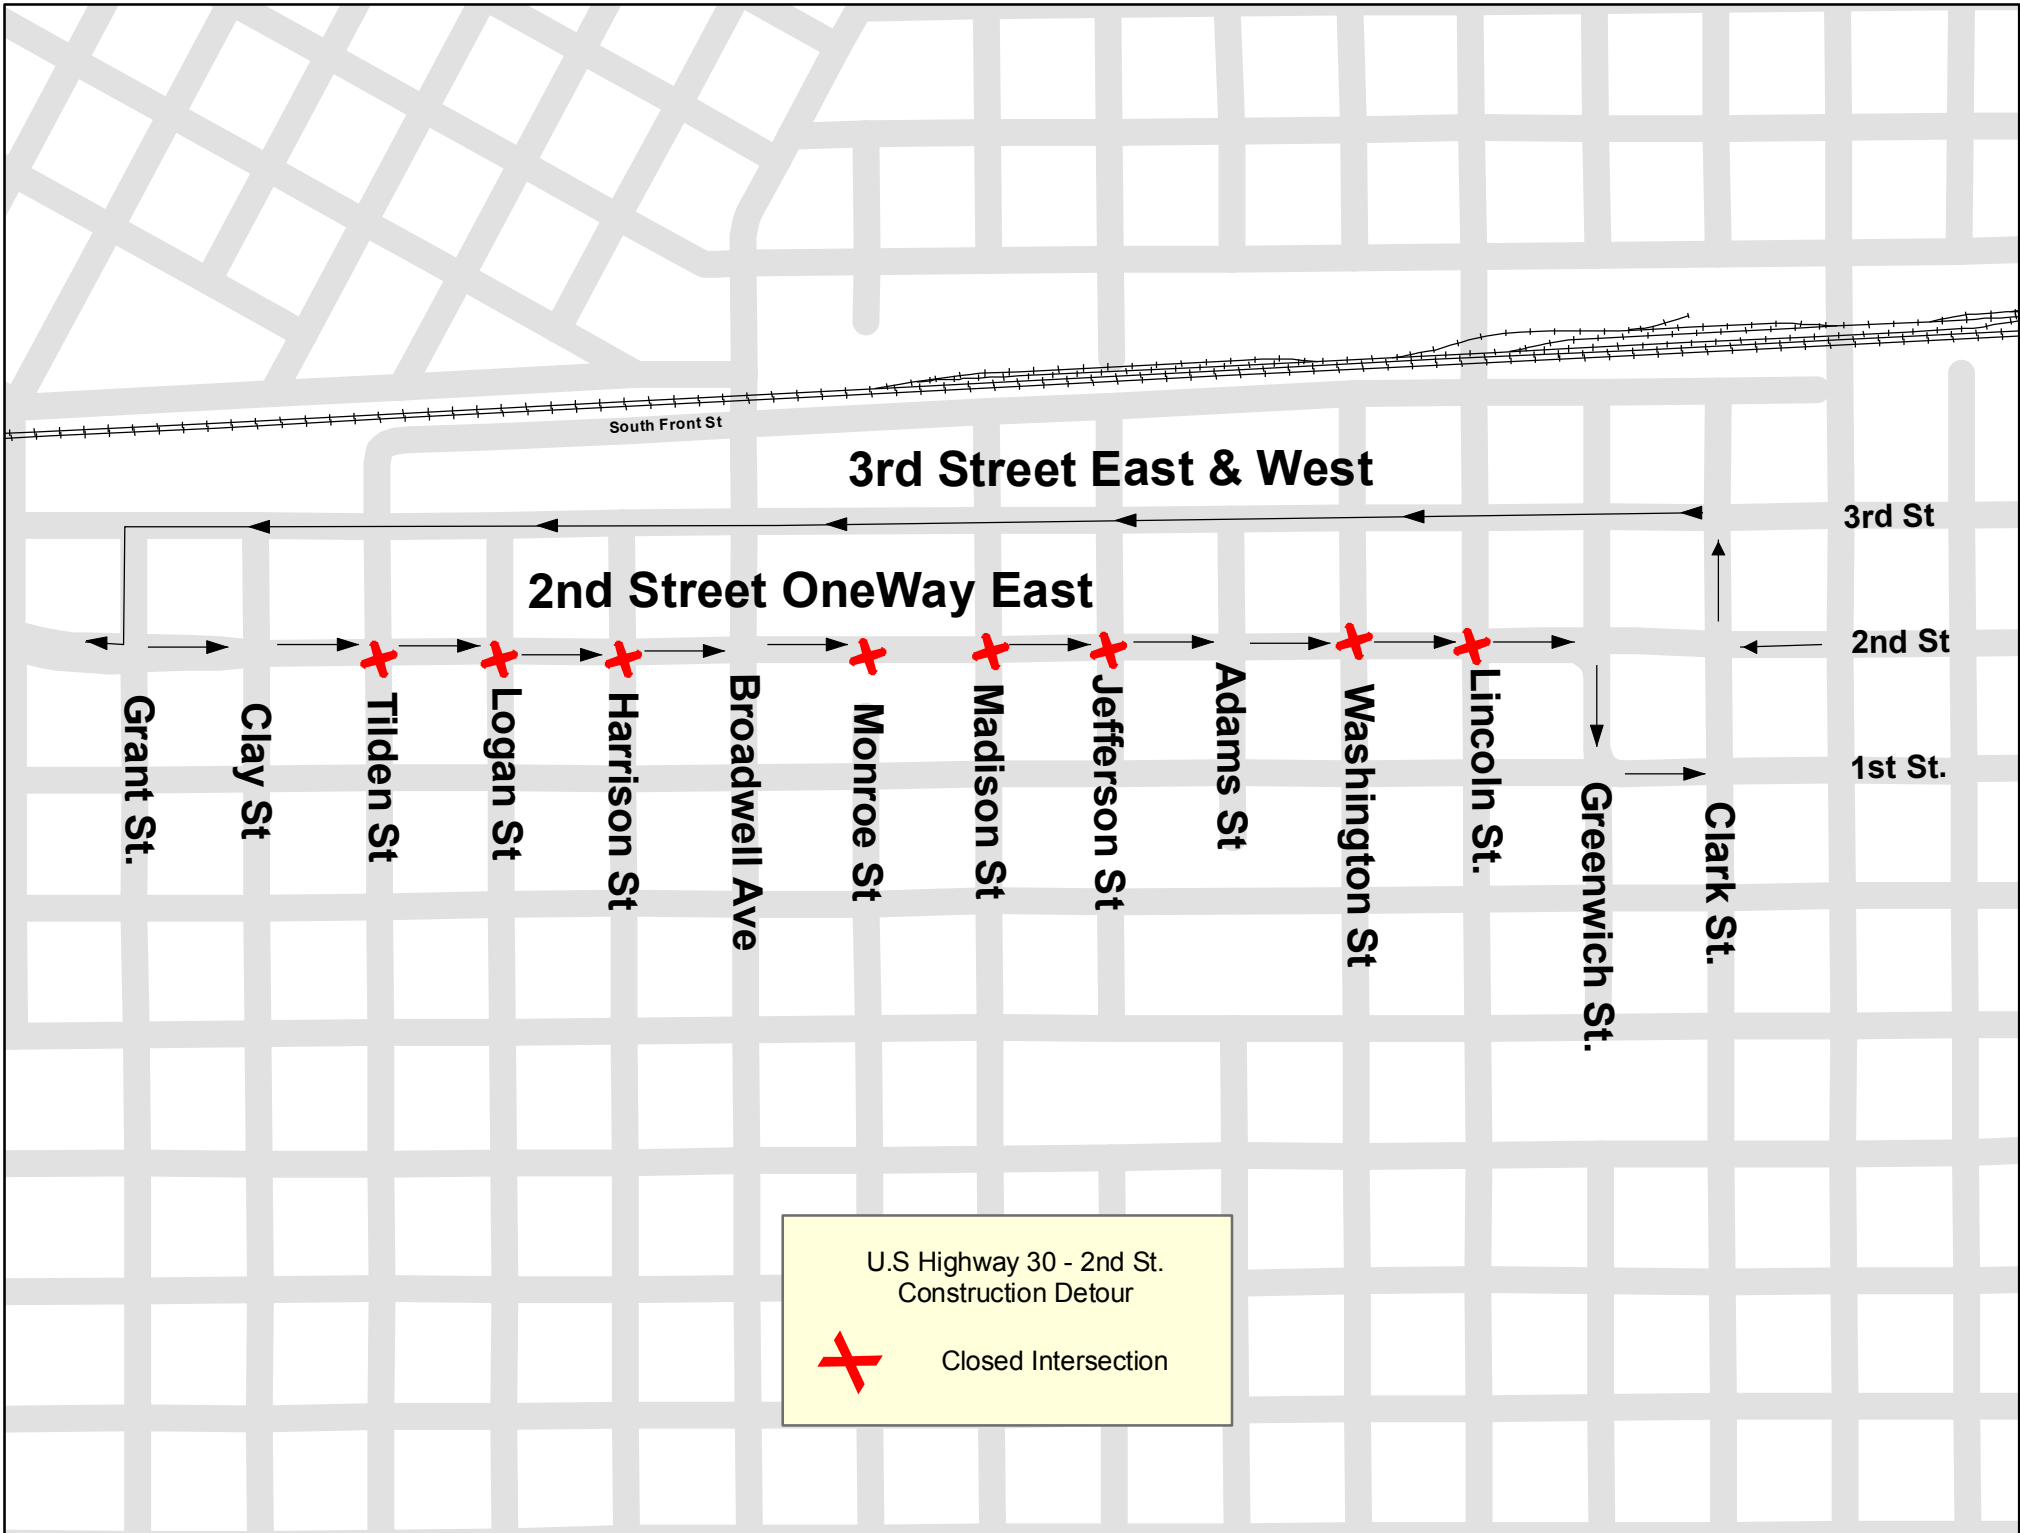 South Front St
3rd Street East & West
3rd St
2nd Street OneWay East
2nd St
1st St.
Grant St.
Clay St
Tilden St
Logan St
Harrison St
Broadwell Ave
Monroe St
Madison St
Jefferson St
Adams St
Washington St
Lincoln St.
Greenwich St.
Clark St.
U.S Highway 30 - 2nd St.
Construction Detour
Closed Intersection